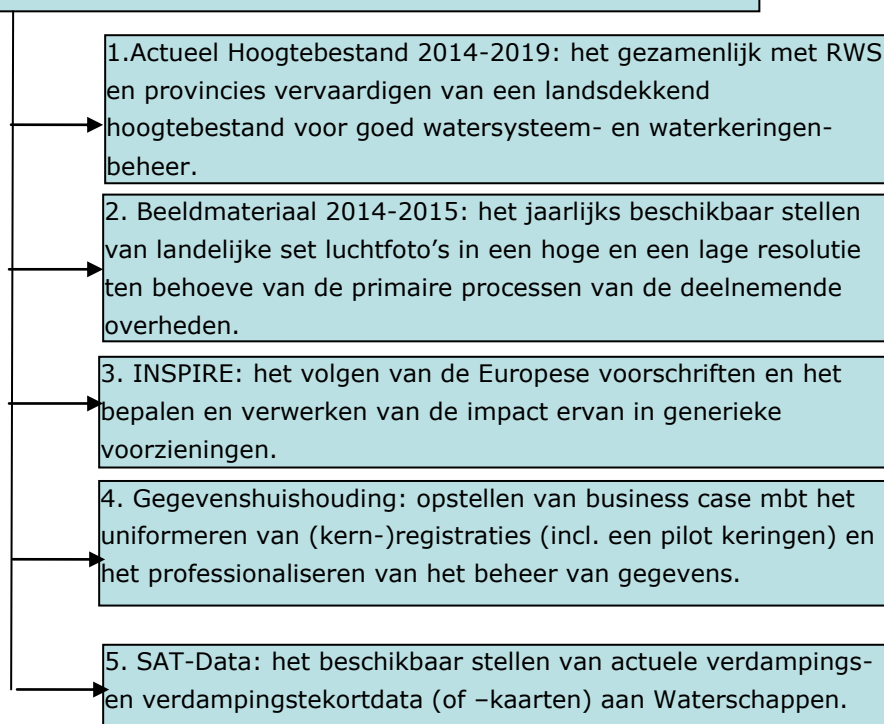 1.Actueel Hoogtebestand 2014-2019: het gezamenlijk met RWS
en provincies vervaardigen van een landsdekkend
hoogtebestand voor goed watersysteem- en waterkeringen-
beheer.
2. Beeldmateriaal 2014-2015: het jaarlijks beschikbaar stellen
van landelijke set luchtfoto’s in een hoge en een lage resolutie
ten behoeve van de primaire processen van de deelnemende
overheden.
3. INSPIRE: het volgen van de Europese voorschriften en het
bepalen en verwerken van de impact ervan in generieke
voorzieningen.
4. Gegevenshuishouding: opstellen van business case mbt het
uniformeren van (kern-)registraties (incl. een pilot keringen) en
het professionaliseren van het beheer van gegevens.
5. SAT-Data: het beschikbaar stellen van actuele verdampings-
en verdampingstekortdata (of –kaarten) aan Waterschappen.